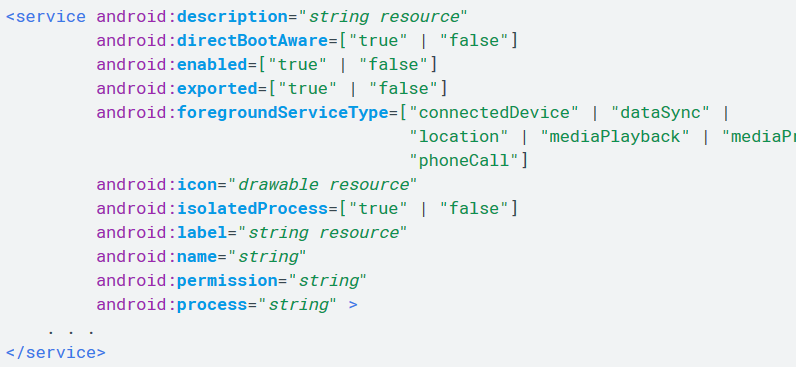 <service android:description="string resource"
android:directBootAware=["true" | "false"]
android:enabled=["true" | "false"]
android:exported=["true" | "false"]
android:foregroundServiceType=["connectedDevice" | "dataSync" |
"location" | "mediaPlayback" | "mediaPr
"phoneCall"]
android:icon="drawable resource"
android:isolatedProcess=["true" | "false"]
android:label="string resource"
android:name="string"
android:permission="string"
android:process="string" >
. . .
</service>